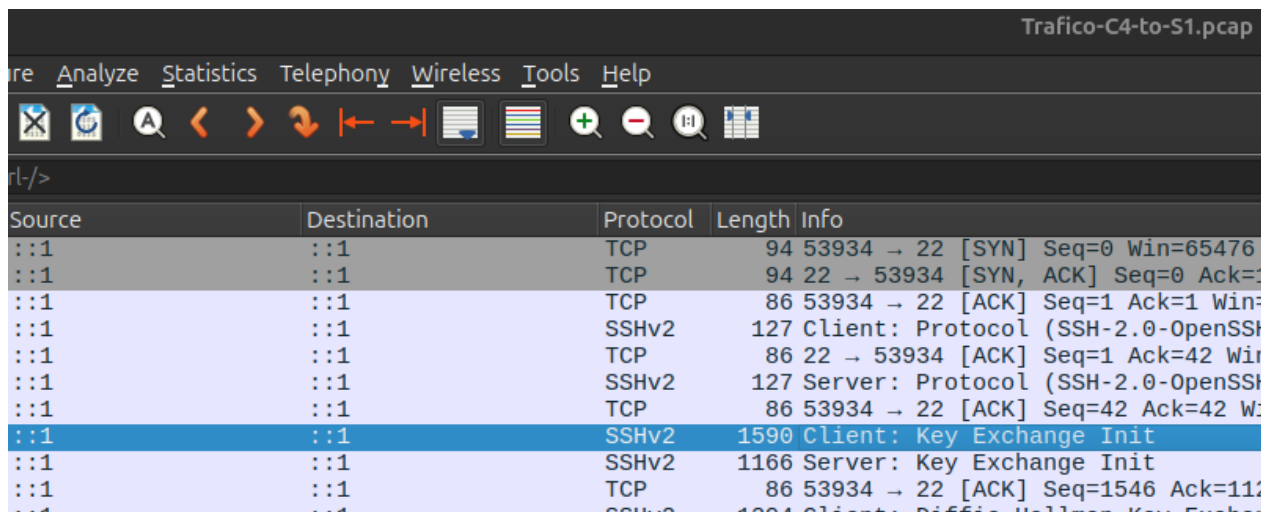 Trafico-C4-to-S1.pcap
Analyze Statistics Telephony Wireless Tools Help
Source Destination Protocol Length Info
::1 ::1 TCP 94 53934 → 22 [SYN] Seq=0 Win=65476
::1 ::1 TCP 94 22 → 53934 [SYN, ACK] Seq=0 Ack=1
::1 ::1 TCP 86 53934 → 22 [ACK] Seq=1 Ack=1 Win=
::1 ::1 SSHv2 127 Client: Protocol (SSH-2.0-OpenSSH
::1 ::1 TCP 86 22 → 53934 [ACK] Seq=1 Ack=42 Win
::1 ::1 SSHv2 127 Server: Protocol (SSH-2.0-OpenSSH
::1 ::1 TCP 86 53934 → 22 [ACK] Seq=42 Ack=42 Wi
::1 ::1 SSHv2 1590 Client: Key Exchange Init
::1 ::1 SSHv2 1166 Server: Key Exchange Init
::1 ::1 TCP 86 53934 → 22 [ACK] Seq=1546 Ack=112